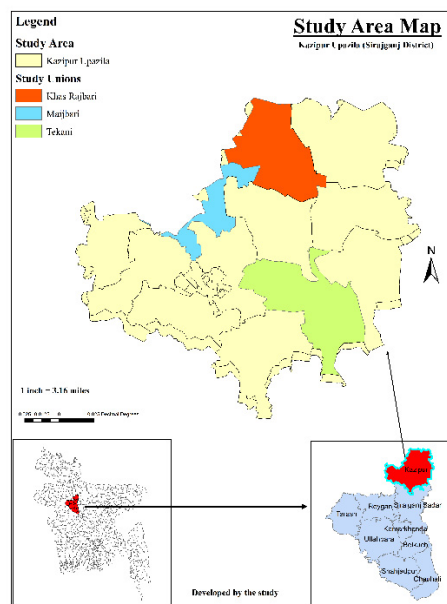 Legend
Study Area Map
Kazipur Upazila (Sirajganj District)
Study Area
Kazipur Upazila
Study Unions
Khas Rajbari
Maijbari
Tekani
N
1 inch = 3.16 miles
Decimal Degrees
Kazipur
Raygan
Sirajganj Sadar
Tarash
Kamarkhanda
Ullahpara
Belkuchi
Shahjadpur
Chauhali
Developed by the study